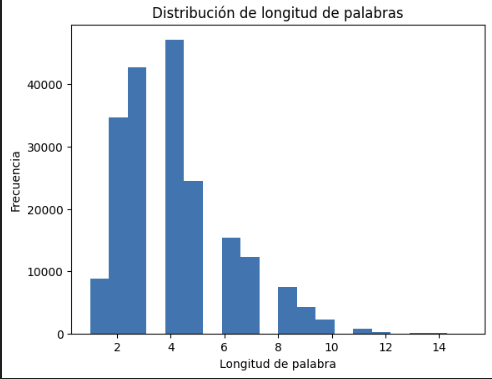 Distribución de longitud de palabras
Frecuencia
40000
30000
20000
10000
0
2 4 6 8 10 12 14
Longitud de palabra